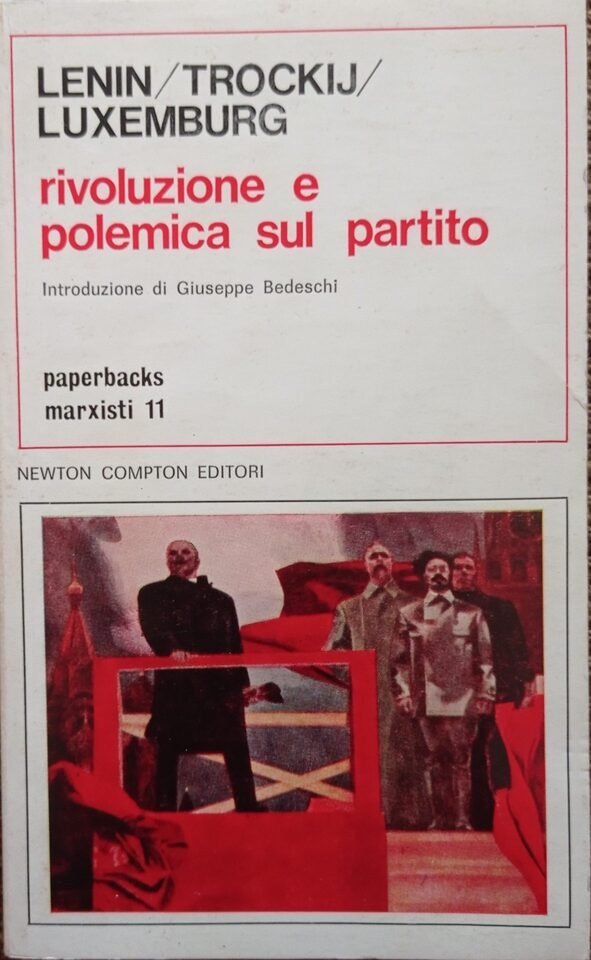 LENIN/TROCKIJ/
LUXEMBURG
rivoluzione e
polemica sul partito
Introduzione di Giuseppe Bedeschi
paperbacks
marxisti 11
NEWTON COMPTON EDITORI